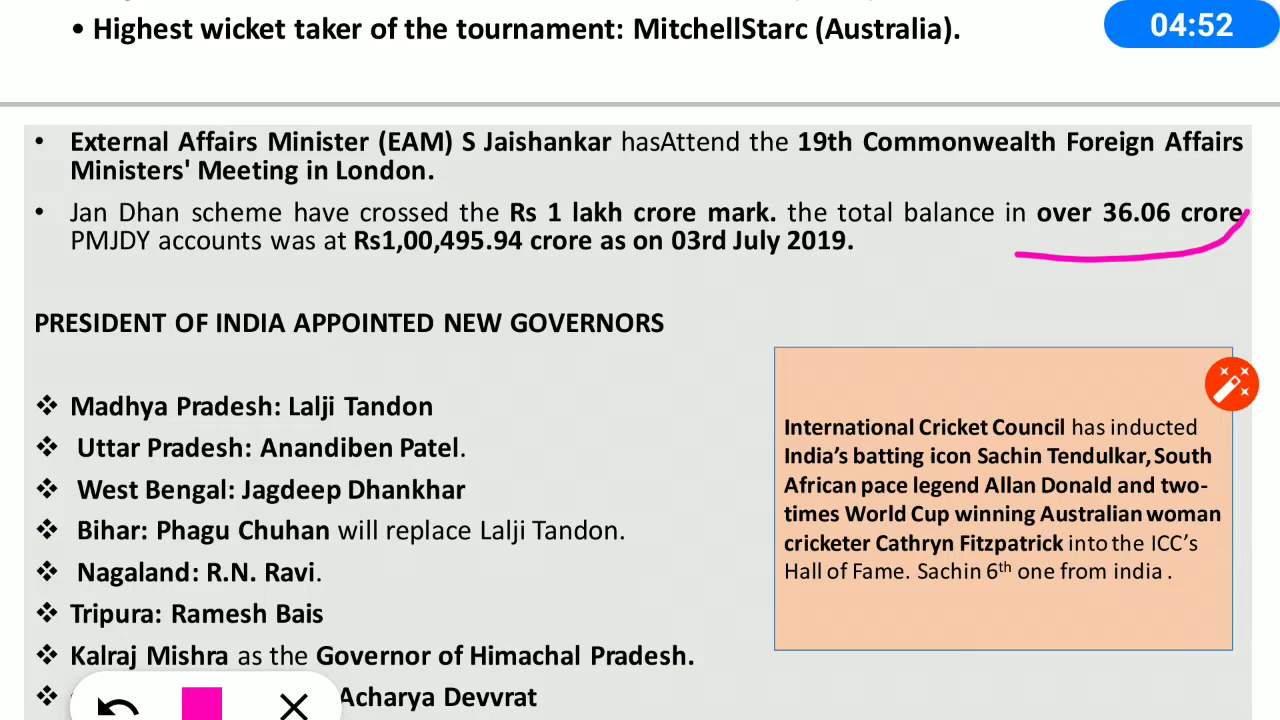 • Highest wicket taker of the tournament: MitchellStarc (Australia).
04:52
• External Affairs Minister (EAM) S Jaishankar hasAttend the 19th Commonwealth Foreign Affairs
Ministers' Meeting in London.
• Jan Dhan scheme have crossed the Rs 1 lakh crore mark. the total balance in over 36.06 crore
PMJDY accounts was at Rs1,00,495.94 crore as on 03rd July 2019.
PRESIDENT OF INDIA APPOINTED NEW GOVERNORS
❖ Madhya Pradesh: Lalji Tandon
❖ Uttar Pradesh: Anandiben Patel.
❖ West Bengal: Jagdeep Dhankhar
❖ Bihar: Phagu Chuhan will replace Lalji Tandon.
❖ Nagaland: R.N. Ravi.
❖ Tripura: Ramesh Bais
❖ Kalraj Mishra as the Governor of Himachal Pradesh.
❖ Acharya Devvrat
International Cricket Council has inducted
India’s batting icon Sachin Tendulkar, South
African pace legend Allan Donald and two-
times World Cup winning Australian woman
cricketer Cathryn Fitzpatrick into the ICC’s
Hall of Fame. Sachin 6th one from india .